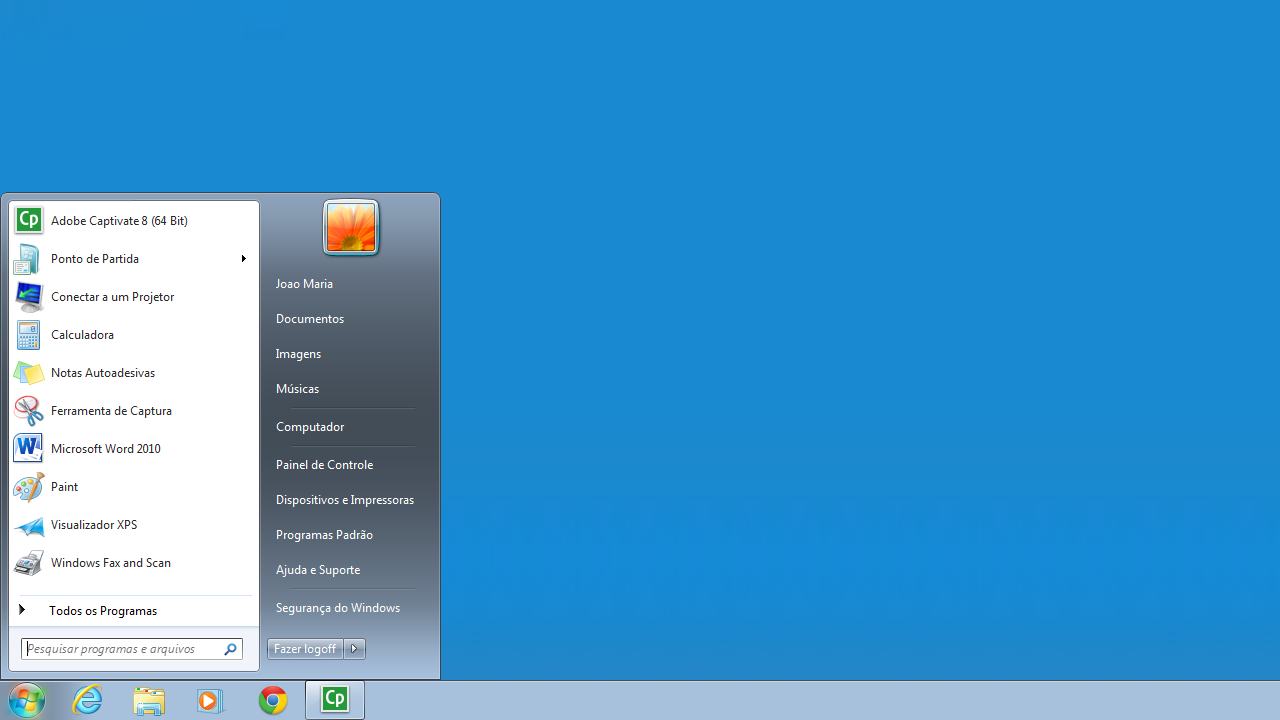 Adobe Captivate 8 (64 Bit)
Ponto de Partida
Conectar a um Projetor
Calculadora
Notas Autoadesivas
Ferramenta de Captura
Microsoft Word 2010
Paint
Visualizador XPS
Windows Fax and Scan
Todos os Programas
Pesquisar programas e arquivos
Joao Maria
Documentos
Imagens
Músicas
Computador
Painel de Controle
Dispositivos e Impressoras
Programas Padrão
Ajuda e Suporte
Segurança do Windows
Fazer logoff
Cp
Cp
W